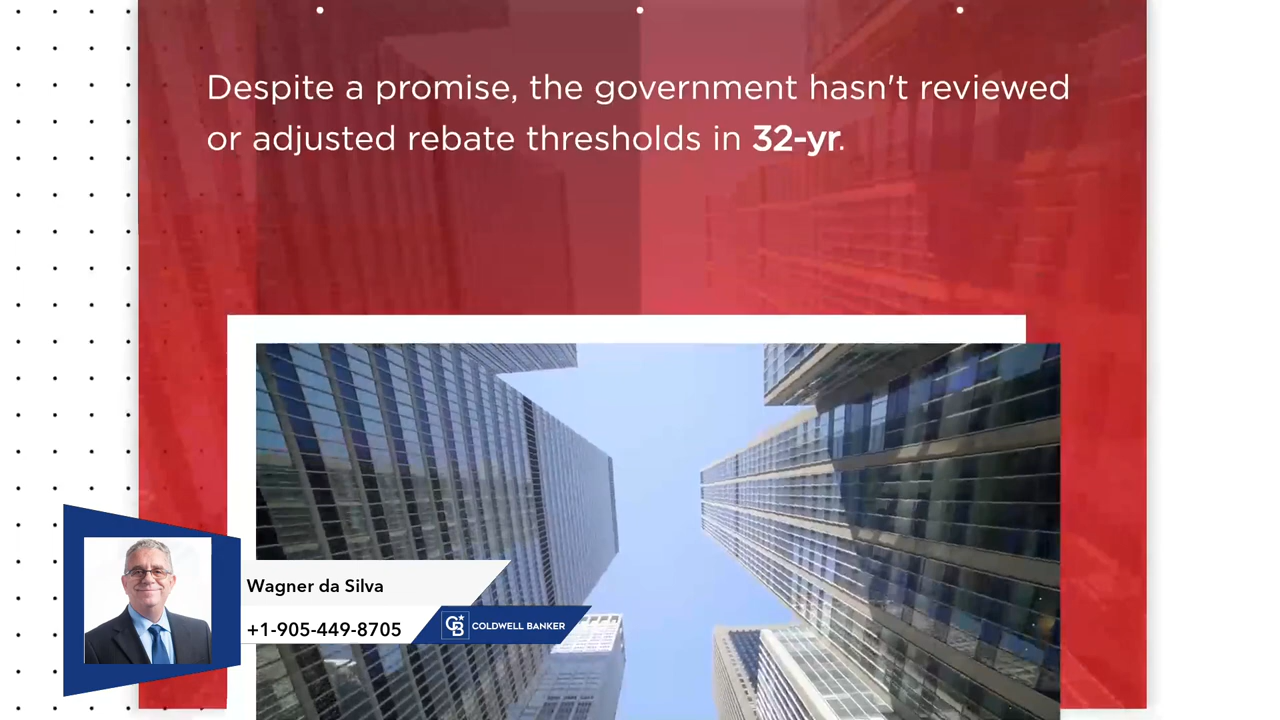 Despite a promise, the government hasn't reviewed
or adjusted rebate thresholds in 32-yr.
Wagner da Silva
+1-905-449-8705
CB COLDWELL BANKER